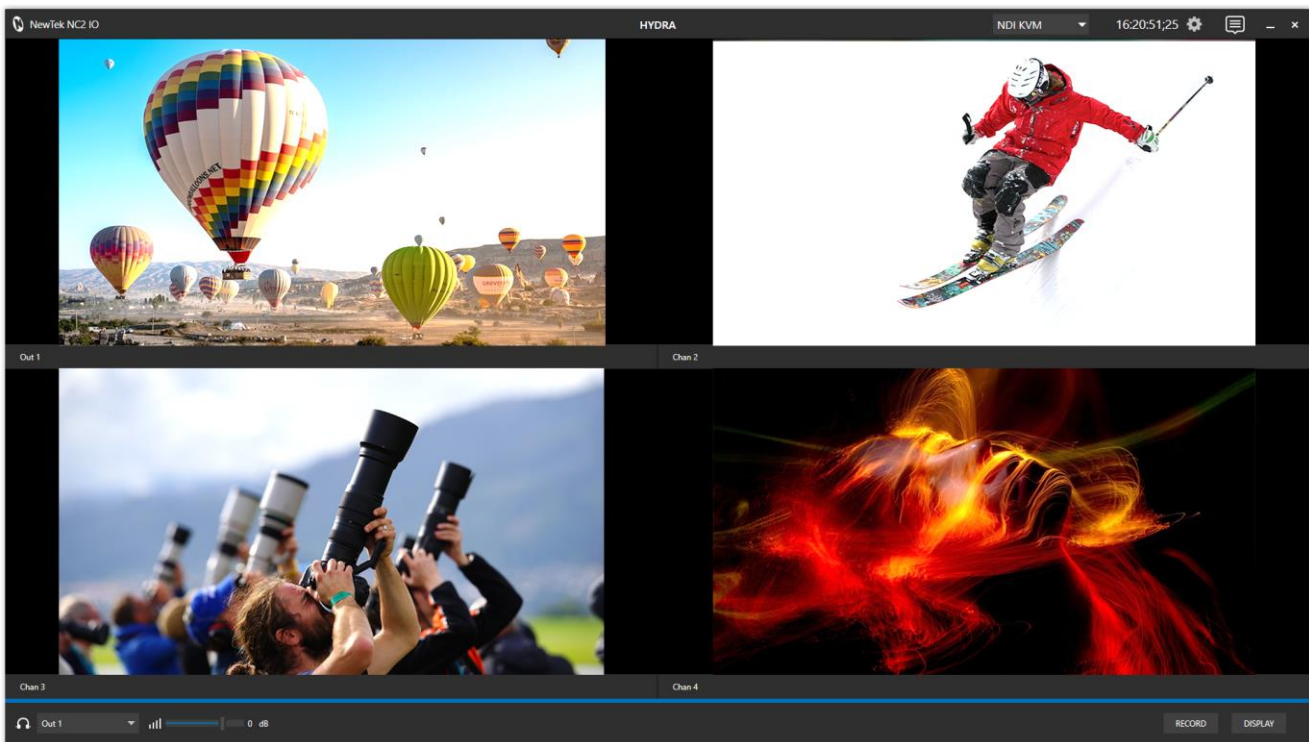 NewTek NC2 IO
HYDRA
NDI KVM
16:20:51;25
Out 1
Chan 2
Chan 3
Chan 4
Out 1
0 dB
RECORD
DISPLAY